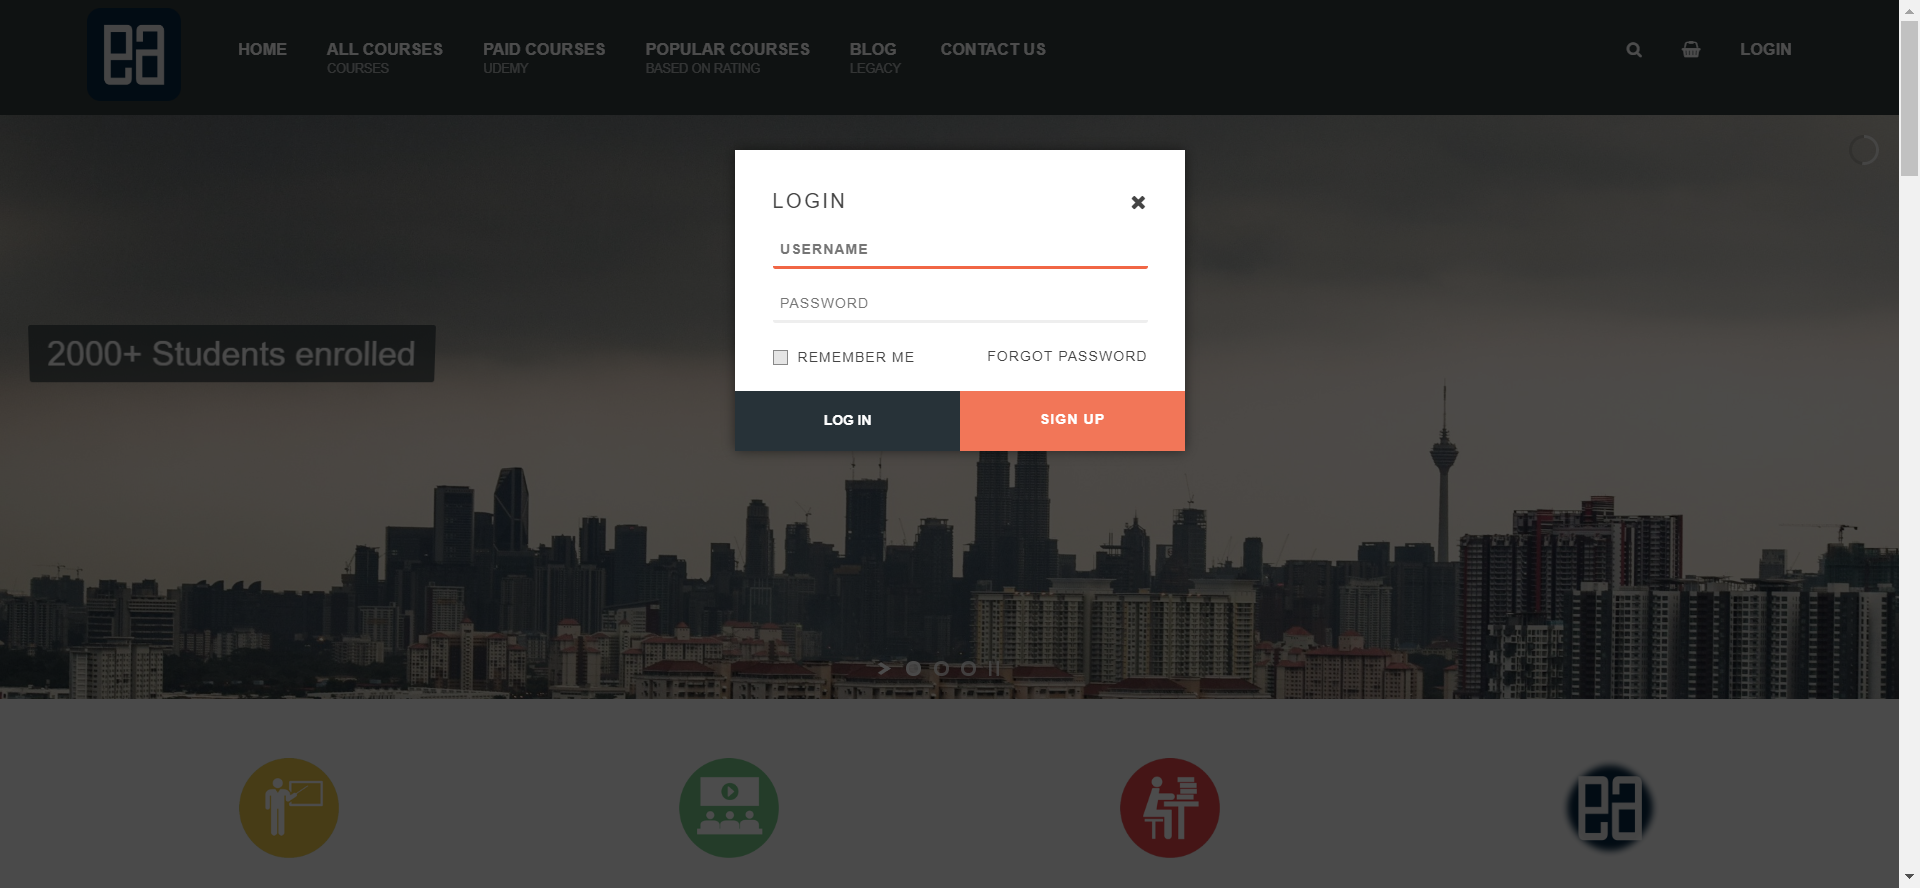 HOME
ALL COURSES
COURSES
PAID COURSES
UDEMY
POPULAR COURSES
BASED ON RATING
BLOG
LEGACY
CONTACT US
LOGIN
LOGIN
USERNAME
PASSWORD
REMEMBER ME
FORGOT PASSWORD
LOG IN
SIGN UP
2000+ Students enrolled